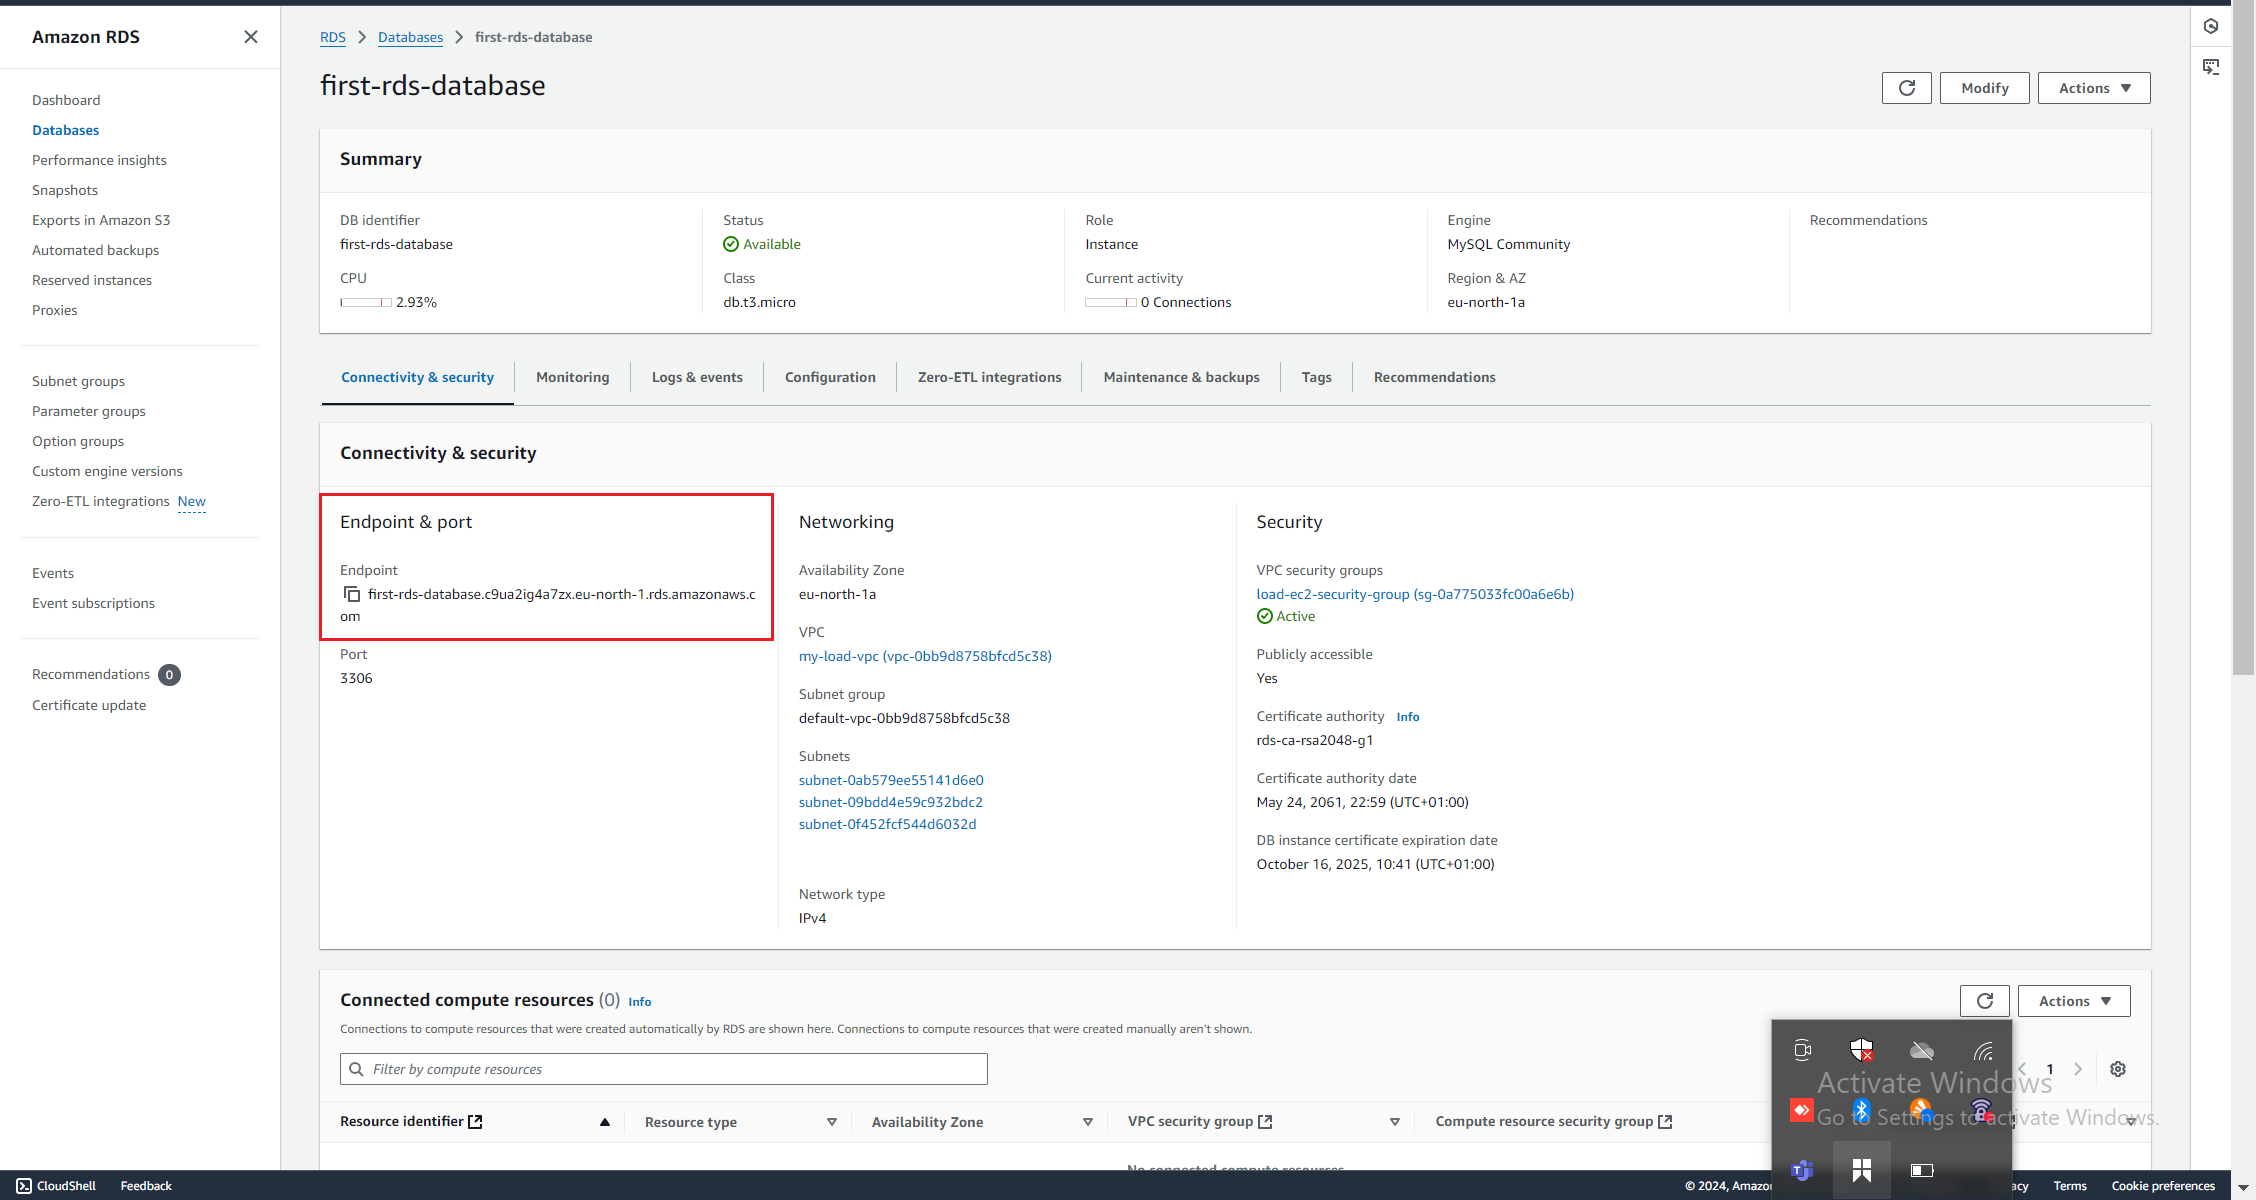 Amazon RDS
Dashboard
Databases
Performance insights
Snapshots
Exports in Amazon S3
Automated backups
Reserved instances
Proxies
Subnet groups
Parameter groups
Option groups
Custom engine versions
Zero-ETL integrations New
Events
Event subscriptions
Recommendations 0
Certificate update
RDS > Databases > first-rds-database
first-rds-database
Modify
Actions
Summary
DB identifier
first-rds-database
CPU
2.93%
Status
Available
Class
db.t3.micro
Role
Instance
Current activity
0 Connections
Engine
MySQL Community
Region & AZ
eu-north-1a
Recommendations
Connectivity & security
Monitoring
Logs & events
Configuration
Zero-ETL integrations
Maintenance & backups
Tags
Recommendations
Connectivity & security
Endpoint & port
Endpoint
first-rds-database.c9ua2ig4a7zx.eu-north-1.rds.amazonaws.c
om
Port
3306
Networking
Availability Zone
eu-north-1a
VPC
my-load-vpc (vpc-0bb9d8758bfcd5c38)
Subnet group
default-vpc-0bb9d8758bfcd5c38
Subnets
subnet-0ab579ee55141d6e0
subnet-09bdd4e59c932bdc2
subnet-0f452fcf544d6032d
Network type
IPv4
Security
VPC security groups
load-ec2-security-group (sg-0a775033fc00a6e6b)
Active
Publicly accessible
Yes
Certificate authority Info
rds-ca-rsa2048-g1
Certificate authority date
May 24, 2061, 22:59 (UTC+01:00)
DB instance certificate expiration date
October 16, 2025, 10:41 (UTC+01:00)
Connected compute resources (0) Info
Actions
Connections to compute resources that were created automatically by RDS are shown here. Connections to compute resources that were created manually aren't shown.
Filter by compute resources
1
Resource identifier
Resource type
Availability Zone
VPC security group
Compute resource security group
No connected compute resources
Activate Windows
Go to Settings to activate Windows.
CloudShell
Feedback
© 2024, Amazon
Terms
Cookie preferences